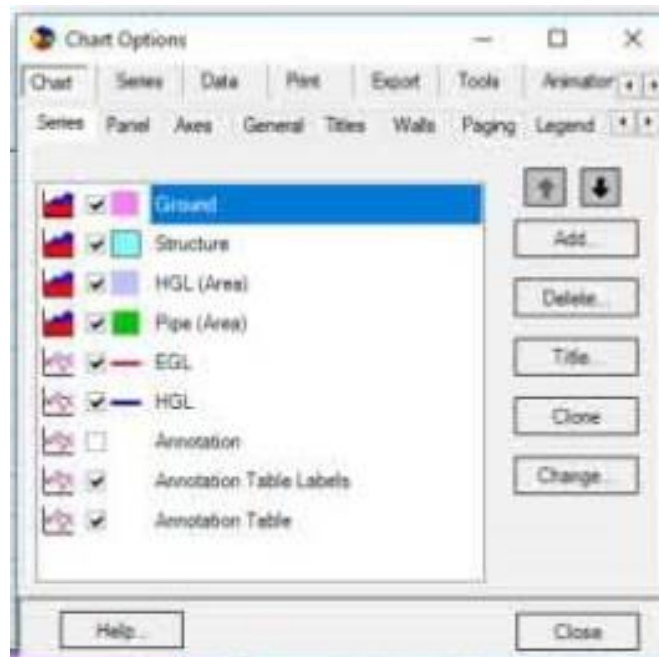 Chart Options
Chart Series Data Print Export Tools Animation
Series Panel Axes General Titles Walls Paging Legend
Ground
Structure
HGL (Area)
Pipe (Area)
EGL
HGL
Annotation
Annotation Table Labels
Annotation Table
Add...
Delete...
Title...
Clone
Change...
Help...
Close